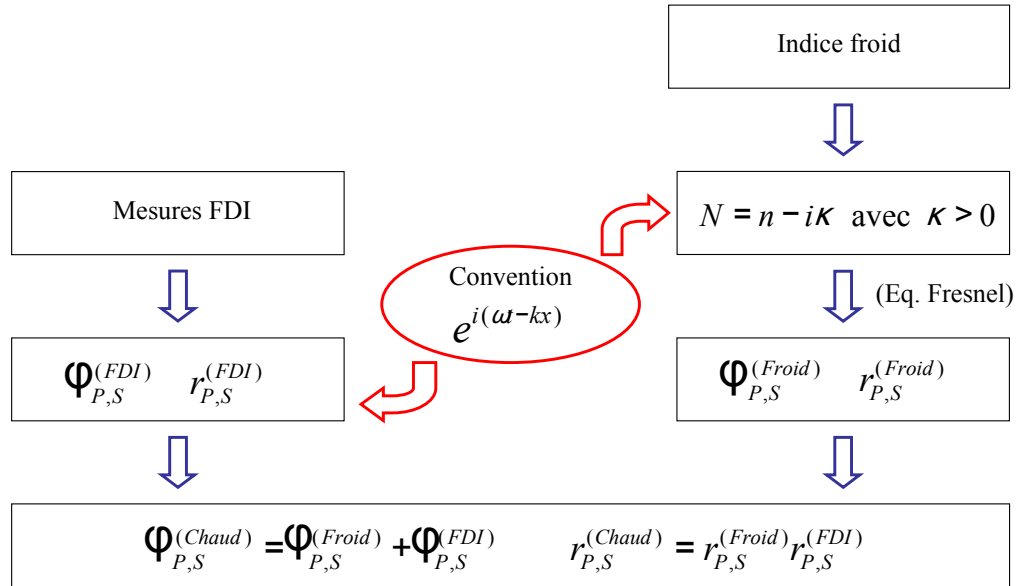 Indice froid
Mesures FDI
N = n − iκ avec κ > 0
Convention
e^{i(ωt−kx)}
(Eq. Fresnel)
φ_{P,S}^{(FDI)} r_{P,S}^{(FDI)}
φ_{P,S}^{(Froid)} r_{P,S}^{(Froid)}
φ_{P,S}^{(Chaud)} = φ_{P,S}^{(Froid)} + φ_{P,S}^{(FDI)} r_{P,S}^{(Chaud)} = r_{P,S}^{(Froid)} r_{P,S}^{(FDI)}